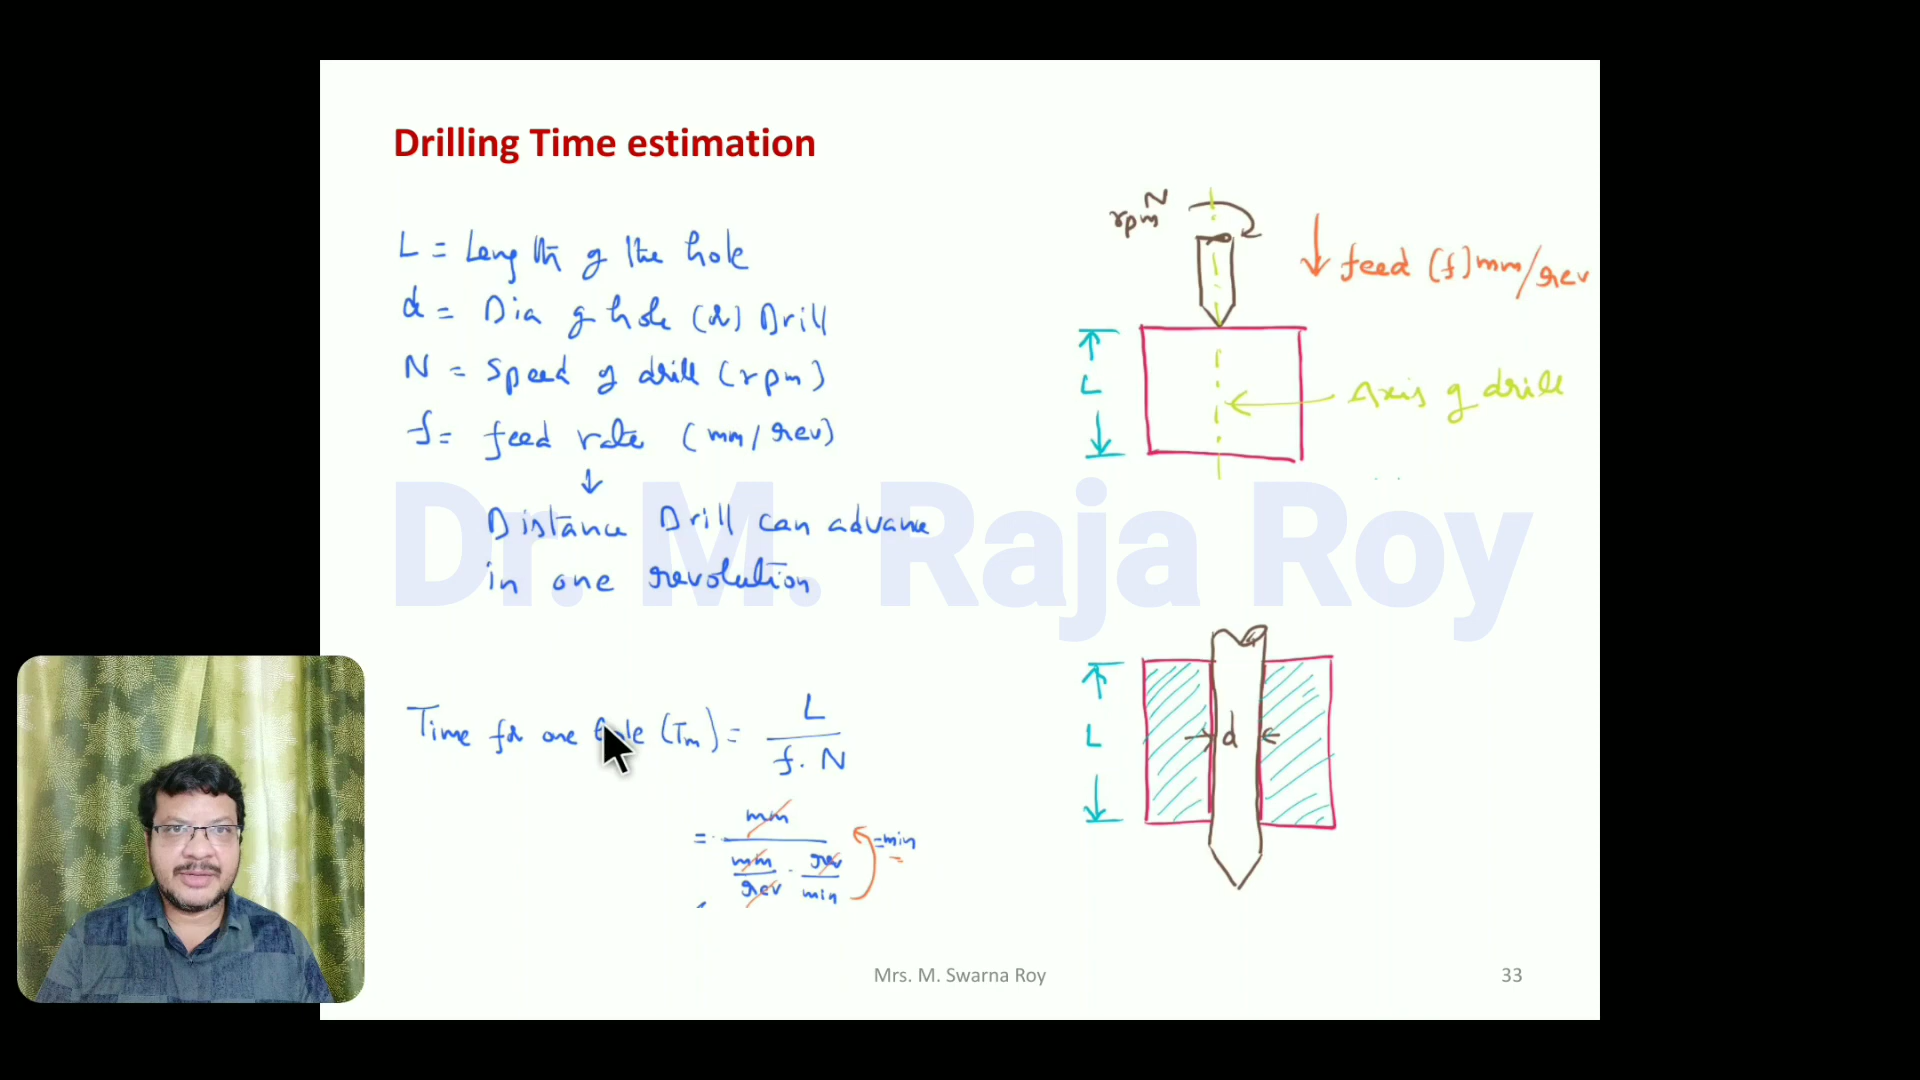 Drilling Time estimation
L = Length of the hole
d = Dia of hole (or) Drill
N = Speed of drill (rpm)
f = feed rate (mm/rev)
↓
Distance Drill can advance
in one revolution
Time for one hole (Tm) = L / f . N
= mm / (mm/rev . rev/min) = min
N
rpm
↓ feed (f) mm/rev
L
Axis of drill
L
d
Dr. M. Raja Roy
Mrs. M. Swarna Roy
33